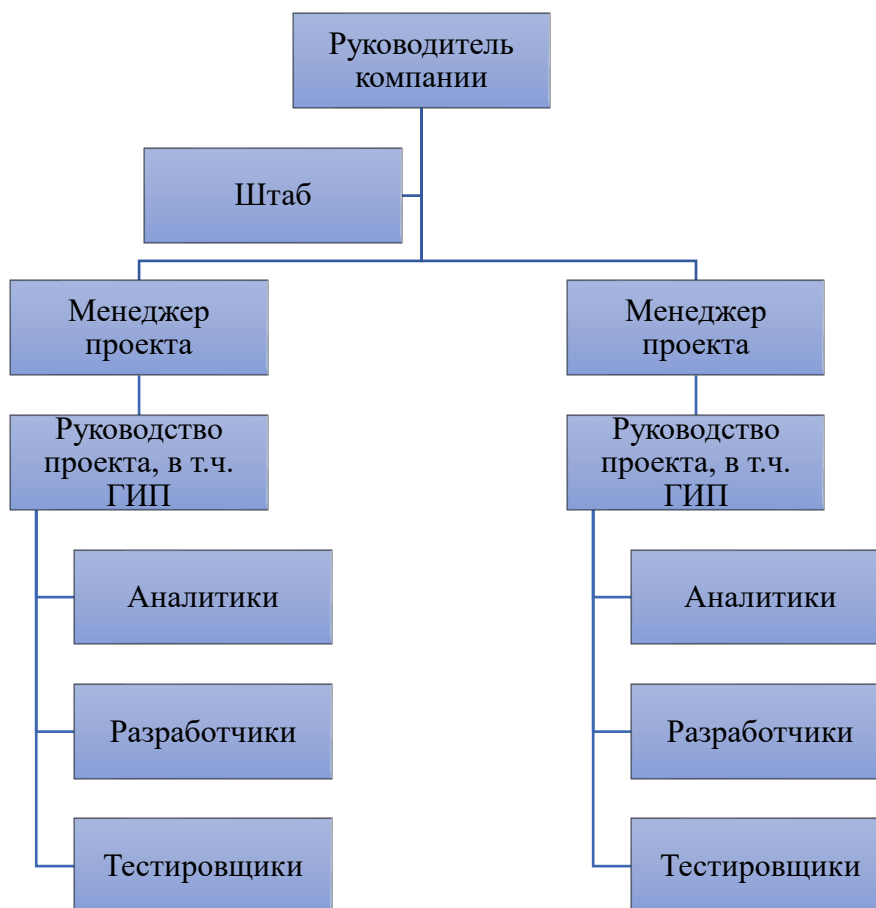 Руководитель
компании
Штаб
Менеджер
проекта
Менеджер
проекта
Руководство
проекта, в т.ч.
ГИП
Руководство
проекта, в т.ч.
ГИП
Аналитики
Аналитики
Разработчики
Разработчики
Тестировщики
Тестировщики